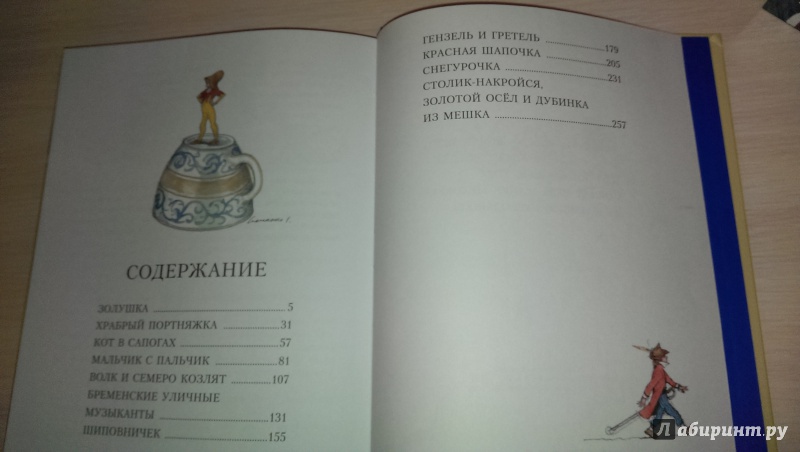 СОДЕРЖАНИЕ
ЗОЛУШКА 5
ХРАБРЫЙ ПОРТНЯЖКА 31
КОТ В САПОГАХ 57
МАЛЬЧИК С ПАЛЬЧИК 81
ВОЛК И СЕМЕРО КОЗЛЯТ 107
БРЕМЕНСКИЕ УЛИЧНЫЕ
МУЗЫКАНТЫ 131
ШИПОВНИЧЕК 155
ГЕНЗЕЛЬ И ГРЕТЕЛЬ 179
КРАСНАЯ ШАПОЧКА 205
СНЕГУРОЧКА 231
СТОЛИК-НАКРОЙСЯ,
ЗОЛОТОЙ ОСЁЛ И ДУБИНКА
ИЗ МЕШКА 257
Лабиринт.ру